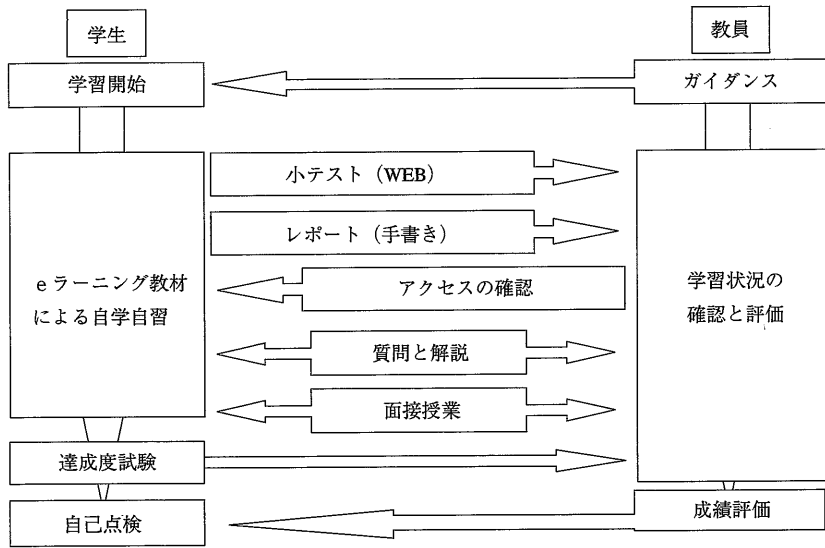 学生
教員
学習開始
ガイダンス
小テスト（WEB）
レポート（手書き）
アクセスの確認
eラーニング教材
による自学自習
学習状況の
確認と評価
質問と解説
面接授業
達成度試験
自己点検
成績評価